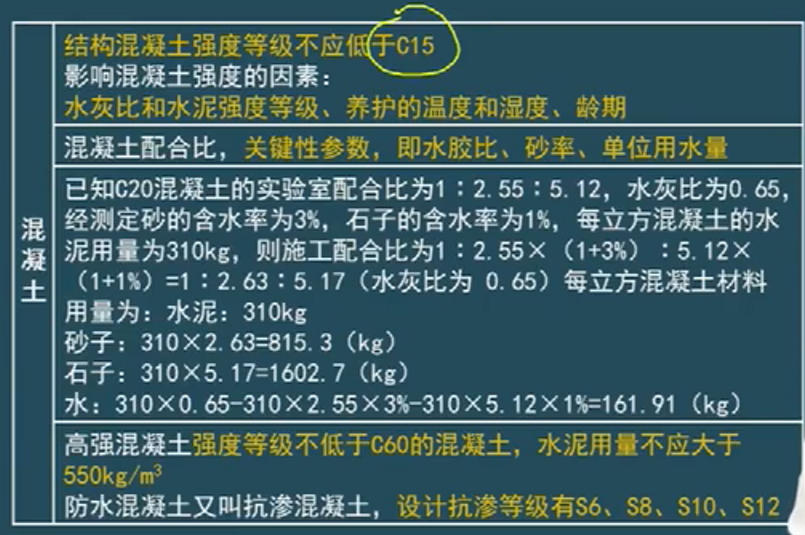 结构混凝土强度等级不应低于C15
影响混凝土强度的因素：
水灰比和水泥强度等级、养护的温度和湿度、龄期
混凝土配合比，关键性参数，即水胶比、砂率、单位用水量
混凝土
已知C20混凝土的实验室配合比为1∶2.55∶5.12，水灰比为0.65，
经测定砂的含水率为3%，石子的含水率为1%，每立方混凝土的水
泥用量为310kg，则施工配合比为1∶2.55×（1+3%）∶5.12×
（1+1%）=1∶2.63∶5.17（水灰比为 0.65）每立方混凝土材料
用量为：水泥：310kg
砂子：310×2.63=815.3（kg）
石子：310×5.17=1602.7（kg）
水：310×0.65-310×2.55×3%-310×5.12×1%=161.91（kg）
高强混凝土强度等级不低于C60的混凝土，水泥用量不应大于
550kg/m³
防水混凝土又叫抗渗混凝土，设计抗渗等级有S6、S8、S10、S12